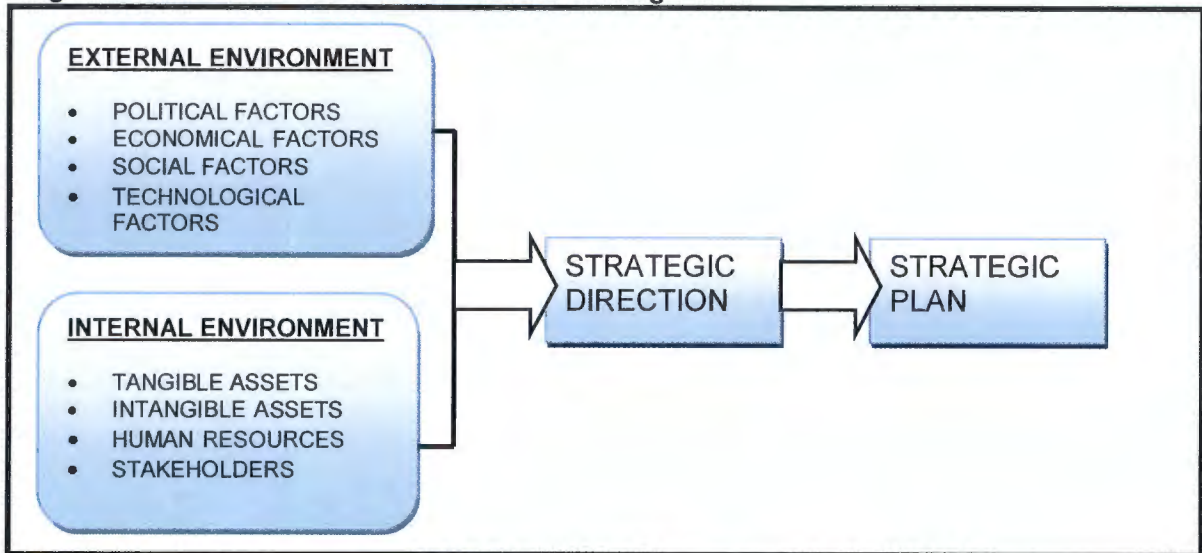 EXTERNAL ENVIRONMENT
• POLITICAL FACTORS
• ECONOMICAL FACTORS
• SOCIAL FACTORS
• TECHNOLOGICAL
FACTORS
INTERNAL ENVIRONMENT
• TANGIBLE ASSETS
• INTANGIBLE ASSETS
• HUMAN RESOURCES
• STAKEHOLDERS
STRATEGIC
DIRECTION
STRATEGIC
PLAN